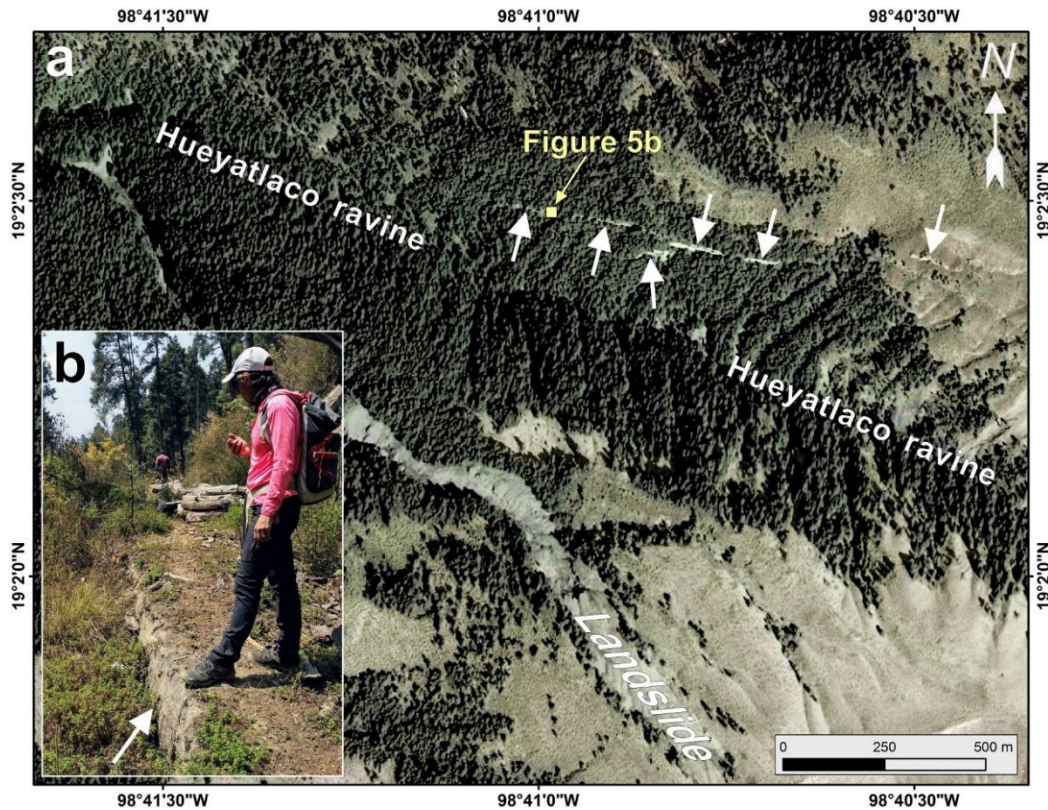 98°41'30"W 98°41'0"W 98°40'30"W
a
N
Hueyatlaco ravine
Figure 5b
19°2'30"N
19°2'30"N
b
Hueyatlaco ravine
19°2'0"N
19°2'0"N
Landslide
0 250 500 m
98°41'30"W 98°41'0"W 98°40'30"W